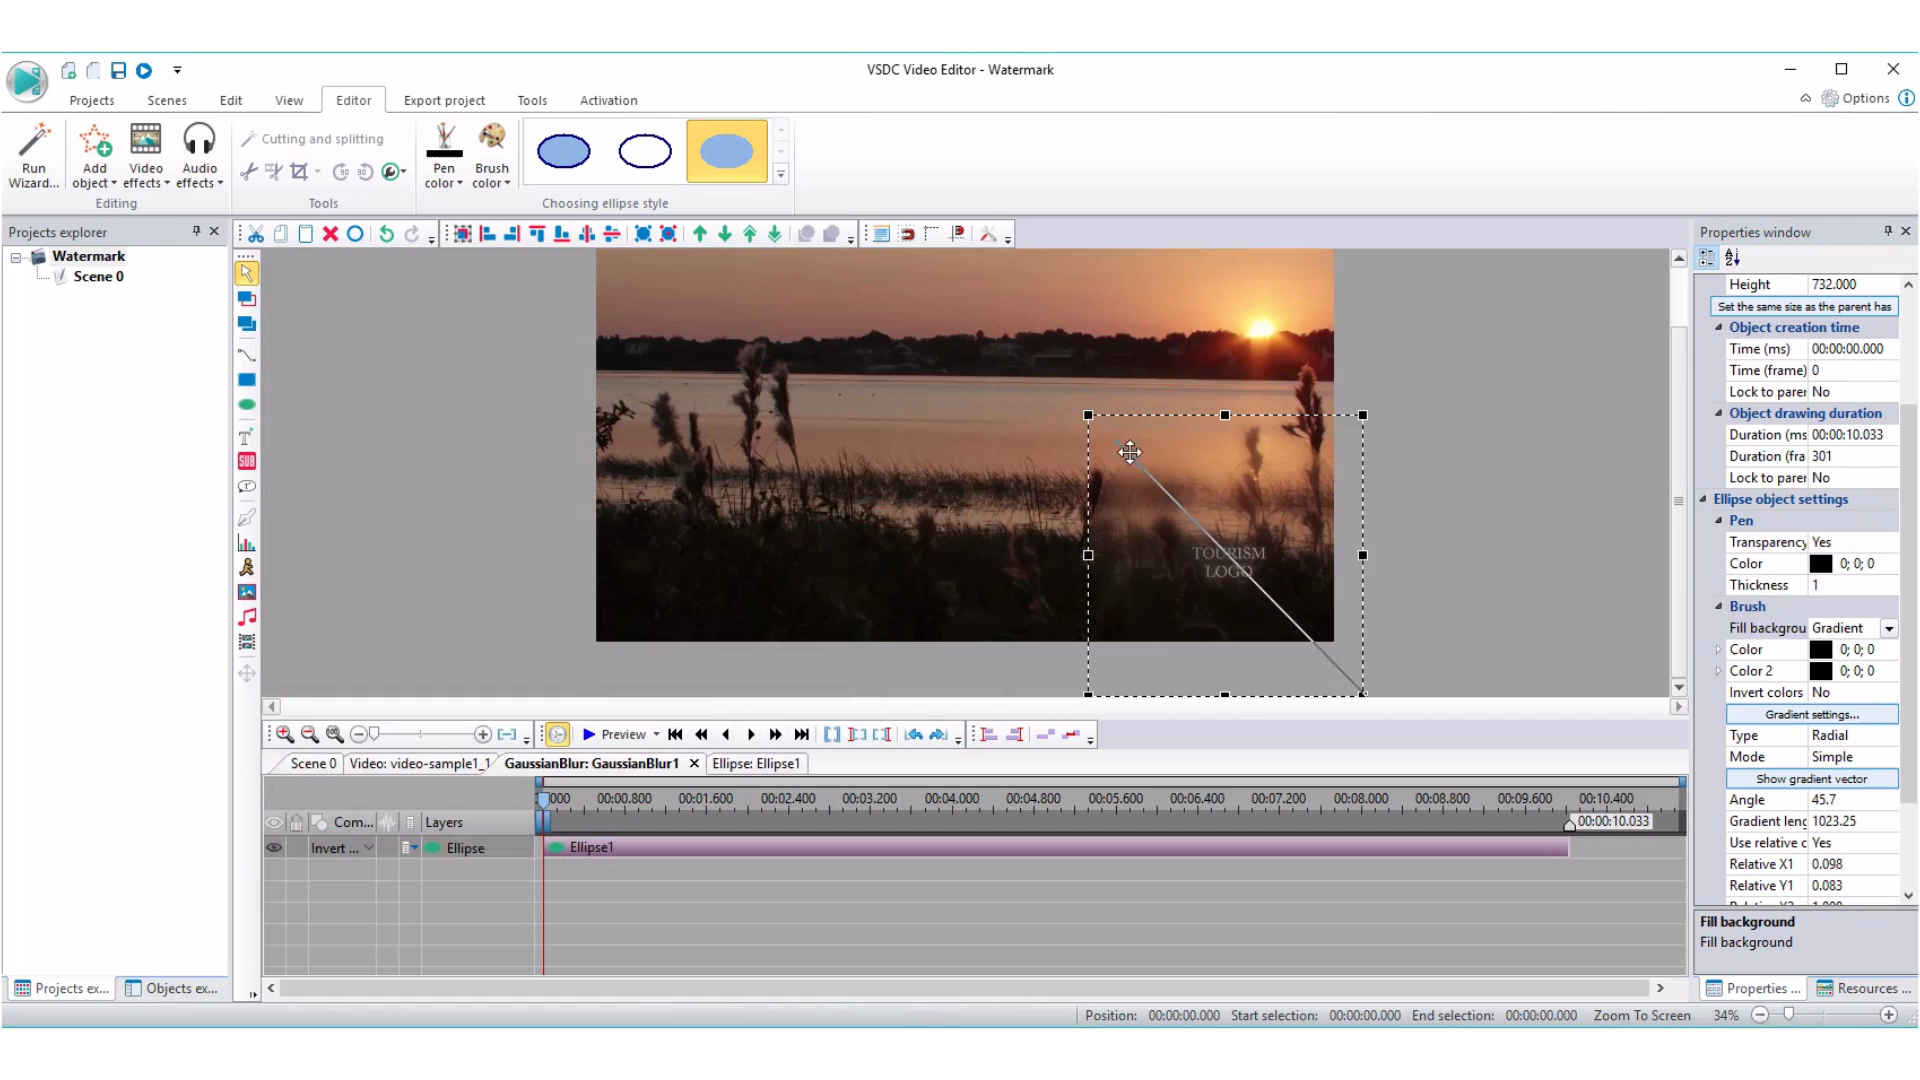 VSDC Video Editor - Watermark
Projects
Scenes
Edit
View
Editor
Export project
Tools
Activation
Options
Run
Wizard...
Add
object
Video
effects
Audio
effects
Cutting and splitting
Pen
color
Brush
color
Editing
Tools
Choosing ellipse style
Projects explorer
Watermark
Scene 0
T
SUB
TOURISM
LOGO
Properties window
Height 732.000
Set the same size as the parent has
Object creation time
Time (ms) 00:00:00.000
Time (frame) 0
Lock to parer No
Object drawing duration
Duration (ms 00:00:10.033
Duration (fra 301
Lock to parer No
Ellipse object settings
Pen
Transparency Yes
Color 0; 0; 0
Thickness 1
Brush
Fill backgrou Gradient
Color 0; 0; 0
Color 2 0; 0; 0
Invert colors No
Gradient settings...
Type Radial
Mode Simple
Show gradient vector
Angle 45.7
Gradient leng 1023.25
Use relative c Yes
Relative X1 0.098
Relative Y1 0.083
Fill background
Fill background
Preview
Scene 0
Video: video-sample1_1
GaussianBlur: GaussianBlur1
Ellipse: Ellipse1
000 00:00.800 00:01.600 00:02.400 00:03.200 00:04.000 00:04.800 00:05.600 00:06.400 00:07.200 00:08.000 00:08.800 00:09.600 00:10.400
Com... Layers
00:00:10.033
Invert ... Ellipse Ellipse1
Projects ex...
Objects ex...
Properties ...
Resources ...
Position: 00:00:00.000 Start selection: 00:00:00.000 End selection: 00:00:00.000 Zoom To Screen 34%